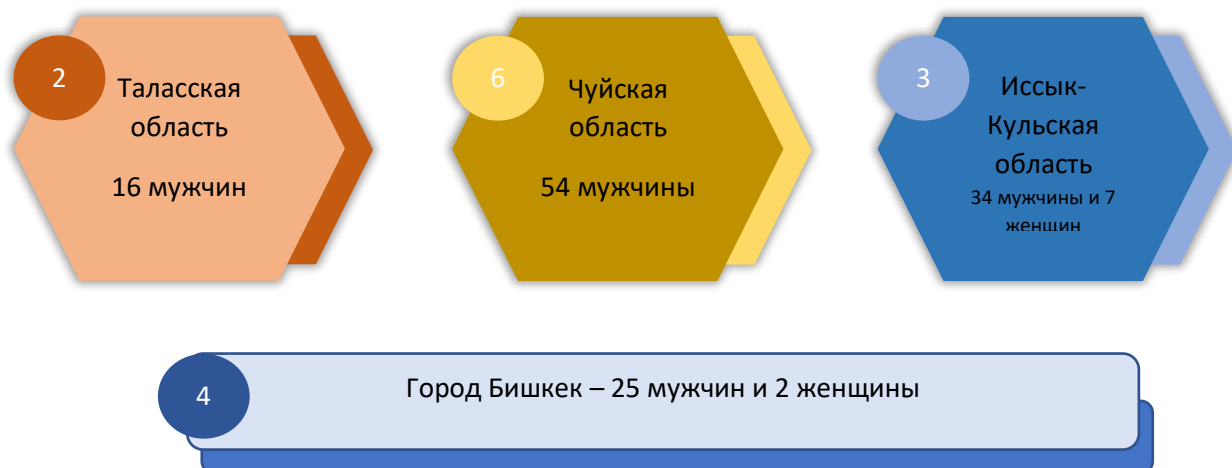 2
Таласская
область
16 мужчин
6
Чуйская
область
54 мужчины
3
Иссык-
Кульская
область
34 мужчины и 7
женщин
4
Город Бишкек – 25 мужчин и 2 женщины